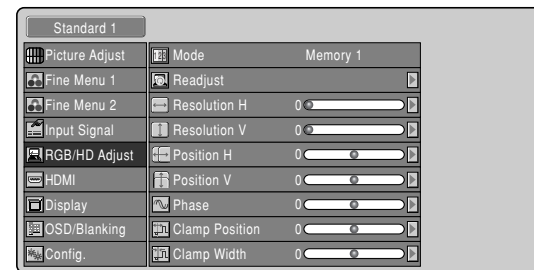 Standard 1
Picture Adjust Mode Memory 1
Fine Menu 1 Readjust
Fine Menu 2 Resolution H 0
Input Signal Resolution V 0
RGB/HD Adjust Position H 0
HDMI Position V 0
Display Phase 0
OSD/Blanking Clamp Position 0
Config. Clamp Width 0